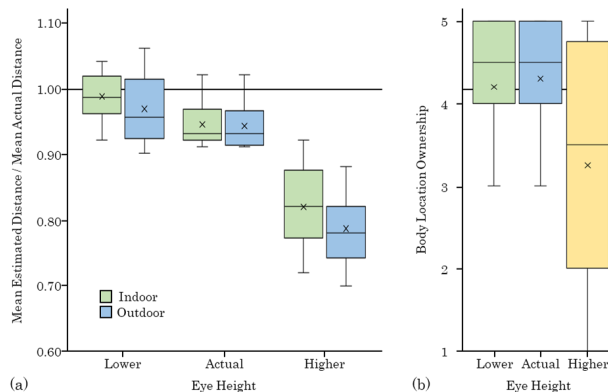 1.10
1.00
0.90
0.80
0.70
0.60
Mean Estimated Distance / Mean Actual Distance
Indoor
Outdoor
Lower
Actual
Higher
Eye Height
(a)
5
4
3
2
1
Body Location Ownership
Lower
Actual
Higher
Eye Height
(b)